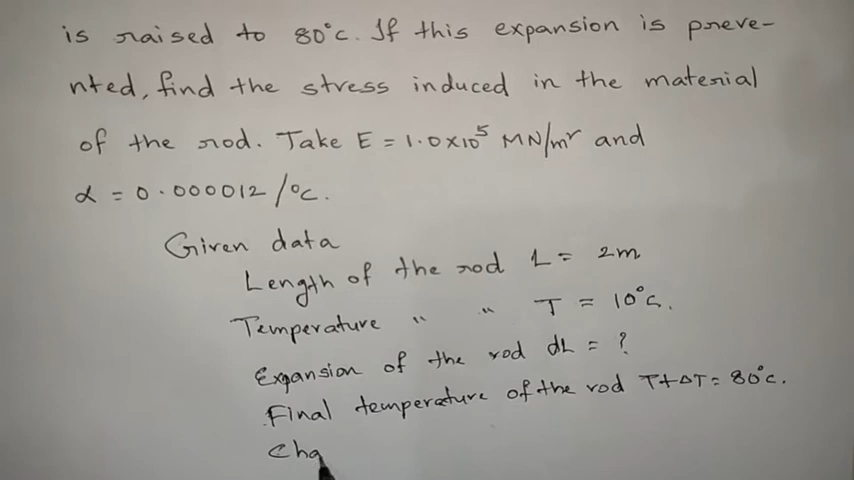 is raised to 80°c. If this expansion is preve-
nted, find the stress induced in the material
of the rod. Take E = 1.0×10⁵ MN/m² and
α = 0.000012 /°c.
Given data
Length of the rod L = 2m
Temperature " " T = 10°c.
Expansion of the rod dL = ?
Final temperature of the rod T+ΔT = 80°c.
Cha